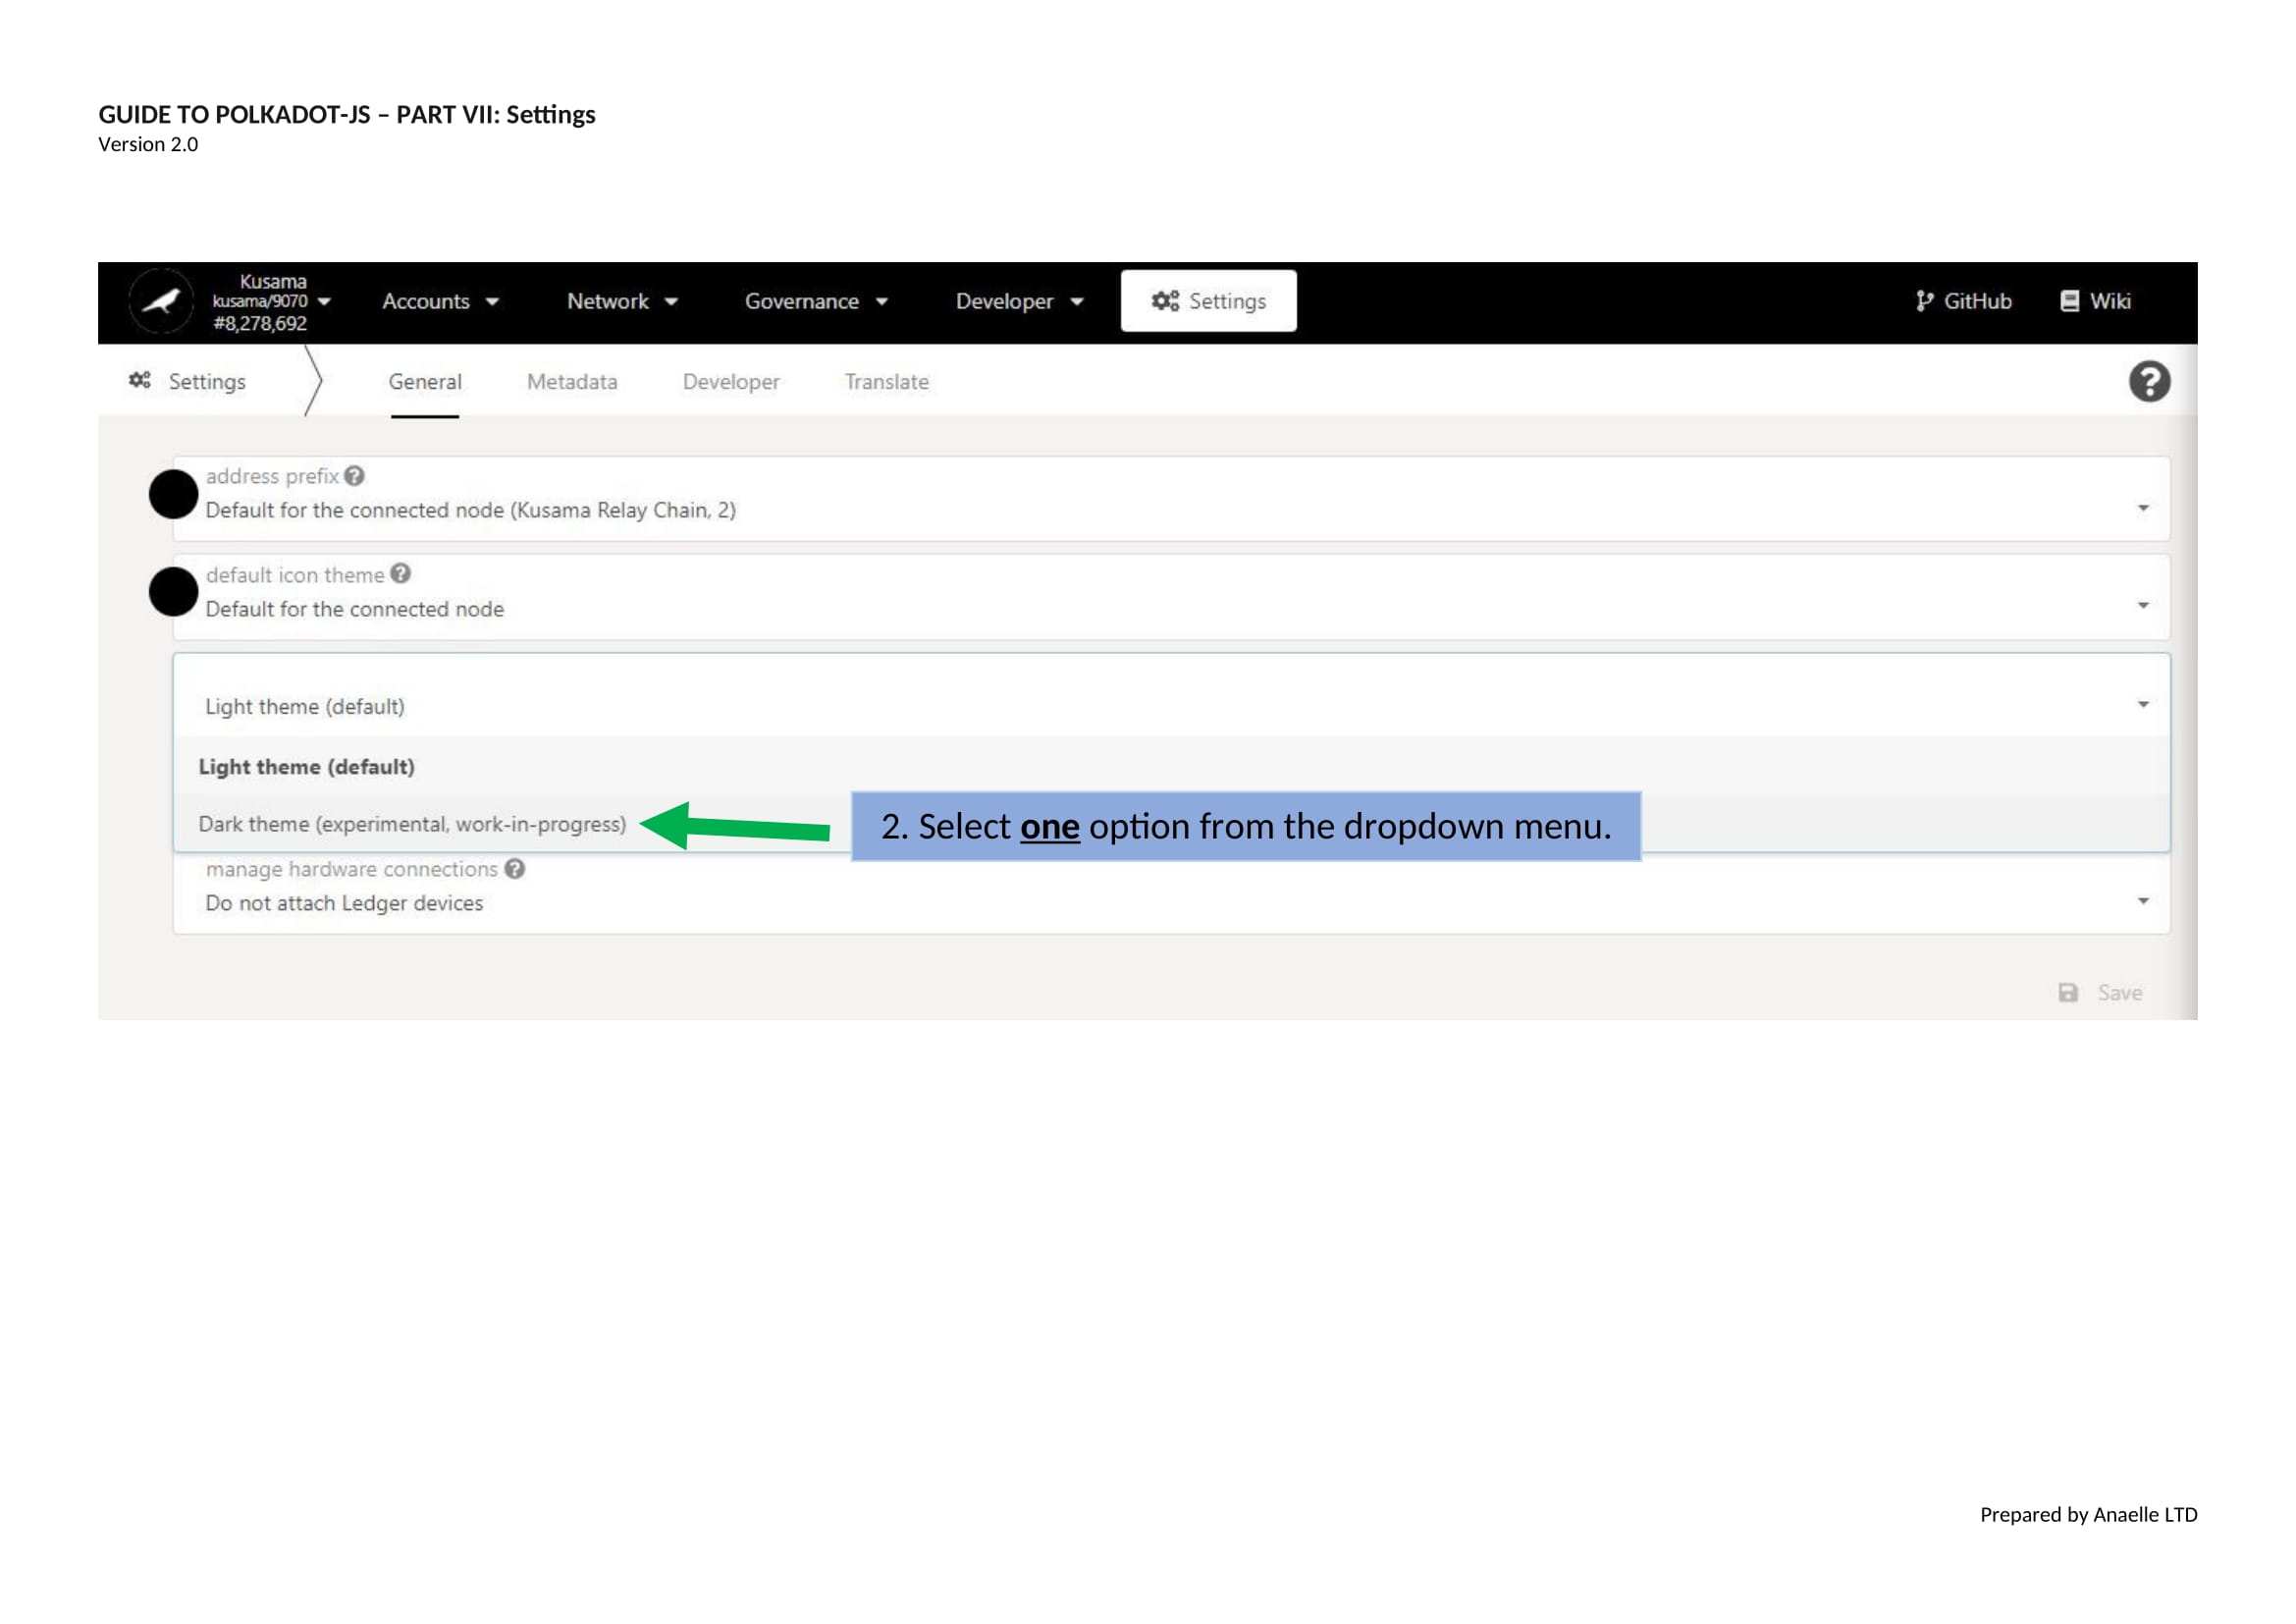 GUIDE TO POLKADOT-JS – PART VII: Settings
Version 2.0
Kusama
kusama/9070
#8,278,692
Accounts
Network
Governance
Developer
Settings
GitHub
Wiki
Settings
General
Metadata
Developer
Translate
address prefix
Default for the connected node (Kusama Relay Chain, 2)
default icon theme
Default for the connected node
Light theme (default)
Light theme (default)
Dark theme (experimental, work-in-progress)
2. Select one option from the dropdown menu.
manage hardware connections
Do not attach Ledger devices
Save
Prepared by Anaelle LTD